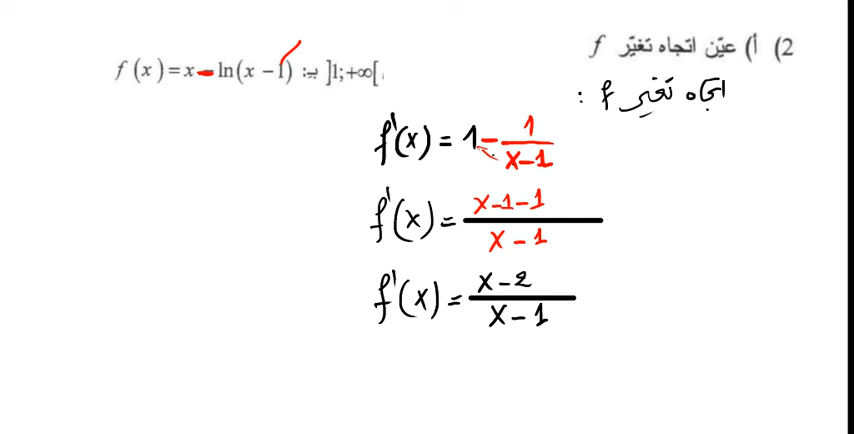 2) أ) عيّن اتجاه تغيّر f
f(x)=x-ln(x-1) بـ: ]1;+∞[
اتجاه تغير f :
f'(x) = 1 - 1/(x-1)
f'(x) = (x-1-1)/(x-1)
f'(x) = (x-2)/(x-1)